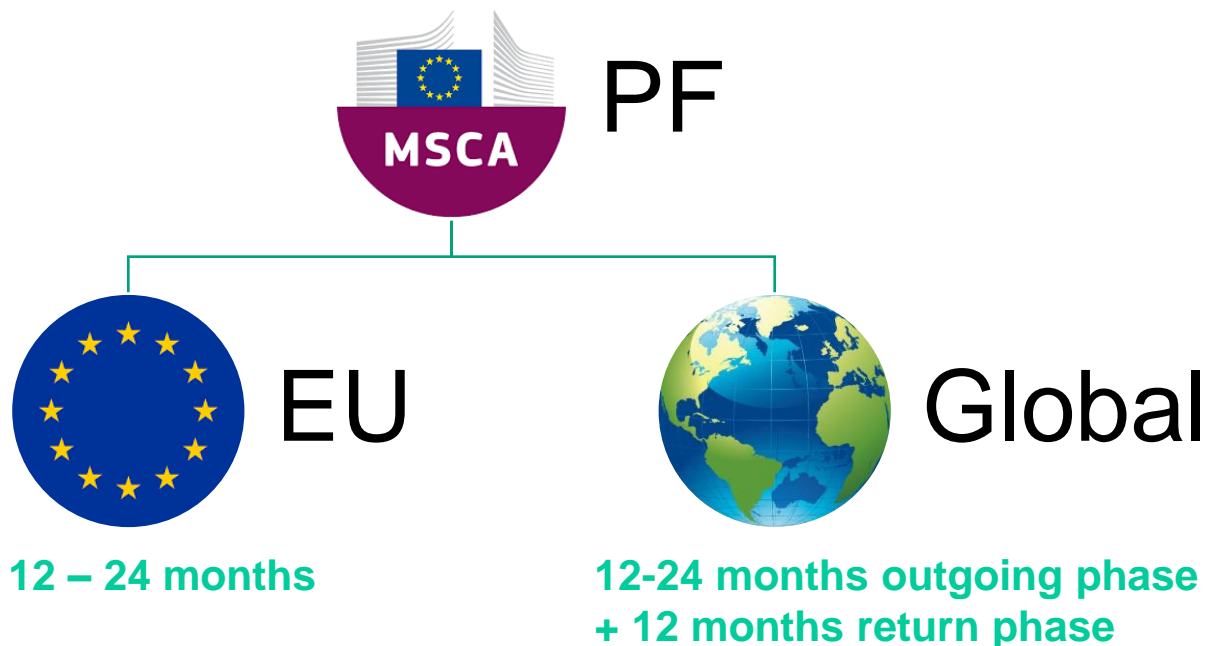 MSCA
PF
EU
Global
12 – 24 months
12-24 months outgoing phase
+ 12 months return phase